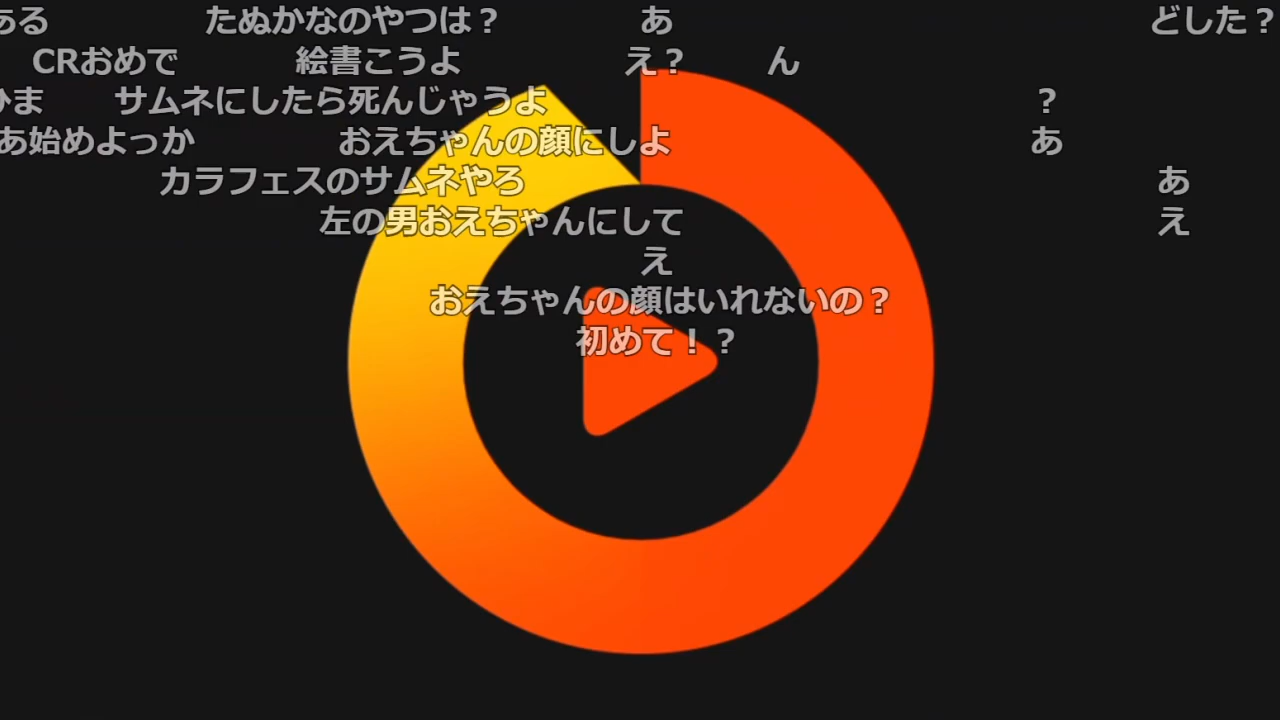 ある たぬかなのやつは？ あ どした？
CRおめで 絵書こうよ え？ ん
ひま サムネにしたら死んじゃうよ ？
あ始めよっか おえちゃんの顔にしよ あ
カラフェスのサムネやろ あ
左の男おえちゃんにして え
え
おえちゃんの顔はいれないの？
初めて！？